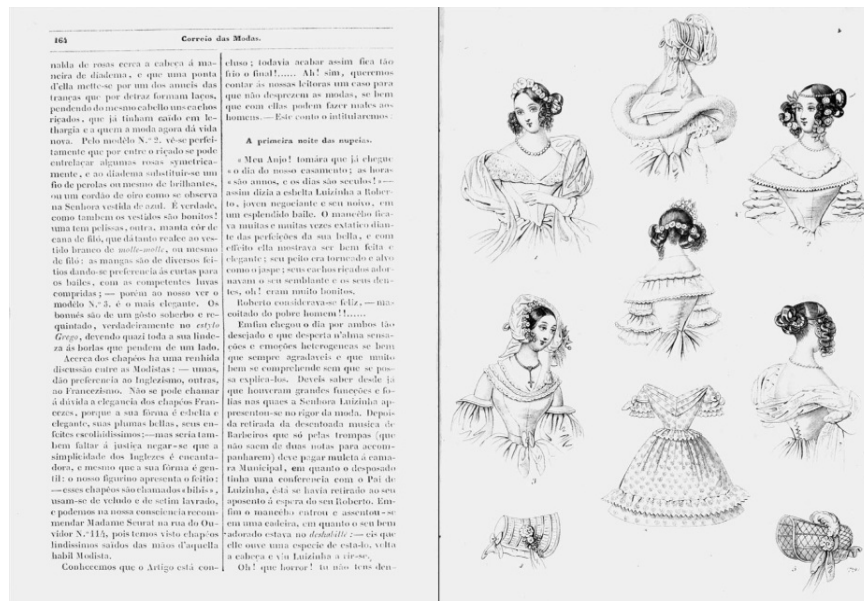 164
Correio das Modas.
nalda de rosas cerca a cabeça á ma-
neira de diadema, e que uma ponta
d'ella mette-se por um dos anneis das
tranças que por detraz formam laços,
pendendo do mesmo cabello uns cachos
riçados, que já tinham caído em le-
thargia e a quem a moda agora dá vida
nova. Pelo modélo N.º 2. vê-se perfei-
tamente que por entre o riçado se pode
entrelaçar algumas rosas symetrica-
mente, e ao diadema substituir-se um
fio de perolas ou mesmo de brilhantes,
ou um cordão de oiro como se observa
na Senhora vestida de azul. E verdade,
como tambem os vestidos são bonitos!
uma tem pelissas, outra, manta côr de
cana de filó, que dá tanto realce ao ves-
tido branco de molle-molle, ou mesmo
de filó: as mangas são de diversos fei-
tios dando-se preferencia ás curtas para
os bailes, com as competentes luvas
compridas; — porém ao nosso ver o
modélo N.º 3, é o mais elegante. Os
bonnés são de um gôsto soberbo e re-
quintado, verdadeiramente no estylo
Grego, devendo quazi toda a sua linde-
za ás borlas que pendem de um lado.
Acerca dos chapéos ha uma renhida
discussão entre as Modistas: — umas,
dão preferencia ao Inglezismo, outras,
ao Francezismo. Não se pode chamar
á dúvida a elegancia dos chapéos Fran-
cezes, porque a sua fôrma é esbelta e
elegante, suas plumas bellas, seus en-
feites escolhidissimos; — mas seria tam-
bem faltar á justiça negar-se que a
simplicidade dos Inglezes é encanta-
dora, e mesmo que a sua fórma é gen-
til: o nosso figurino apresenta o feitio:
— esses chapéos são chamados «bibis»,
usam-se de veludo e de setim lavrado,
e podemos na nossa consciencia recom-
mendar Madame Seurat na rua do Ou-
vidor N.º 114, pois temos visto chapéos
lindissimos saidos das mãos d'aquella
habil Modista.
Conhecemos que o Artigo está con-
cluso; todavia acabar assim fica tão
frio o final!...... Ah! sim, queremos
contar ás nossas leitoras um caso para
que não desprezem as modas, se bem
que com ellas podem fazer males aos
homens. — Este conto o intitularemos
A primeira noite das nupcias.
« Meu Anjo! tomára que já chegue
« o dia do nosso casamento; as horas
« são annos, e os dias são seculos! » —
assim dizia a esbelta Luizinha a Rober-
to, joven negociante e seu noivo, em
um esplendido baile. O mancêbo fica-
va muitas e muitas vezes extatico dian-
te das perfeições da sua bella, e com
effeito ella mostrava ser bem feita e
elegante; seu peito era torneado e alvo
como o jaspe; seus cachos riçados ador-
navam o seu semblante e os seus den-
tes, oh! eram muito bonitos.
Roberto considerava-se feliz, — mas
coitado do pobre homem!!......
Emfim chegou o dia por ambos tão
desejado e que desperta n'alma sensa-
ções e emoções heterogeneas se bem
que sempre agradaveis e que muito
bem se comprehende sem que se pos-
sa explica-los. Deveis saber desde já
que houveram grandes funcções e fo-
lias nas quaes a Senhora Luizinha ap-
presentou-se no rigor da moda. Depois
da retirada da desentoada musica de
Barbeiros que só pelas trompas (que
não saem de duas notas para accom-
panharem) deve pagar multa á cama-
ra Municipal, em quanto o desposado
tinha uma conferencia com o Pai de
Luizinha, ésta se havia retirado ao seu
aposento á espera do seu Roberto. Em-
fim o mancêbo entrou e assentou-se
em uma cadeira, em quanto o seu bem
adorado estava no deshabillé: — eis que
elle ouve uma especie de estalo, volta
a cabeça e vio Luizinha a rir-se.
Oh! que horror! tu não tens den-
1
2
3
4
5